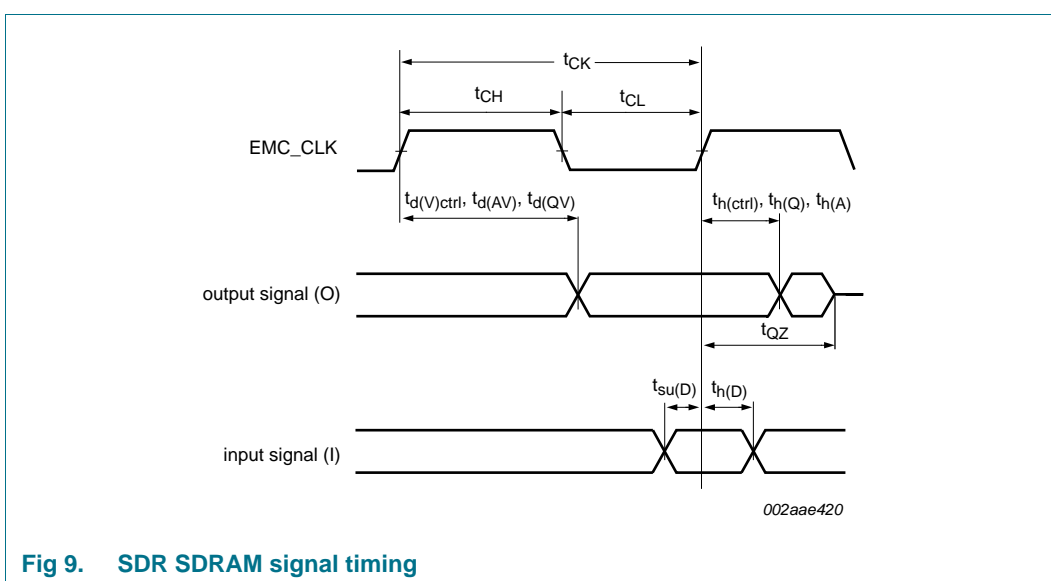 tCK
tCH
tCL
EMC_CLK
td(V)ctrl, td(AV), td(QV)
th(ctrl), th(Q), th(A)
output signal (O)
tQZ
tsu(D)
th(D)
input signal (I)
002aae420
Fig 9. SDR SDRAM signal timing